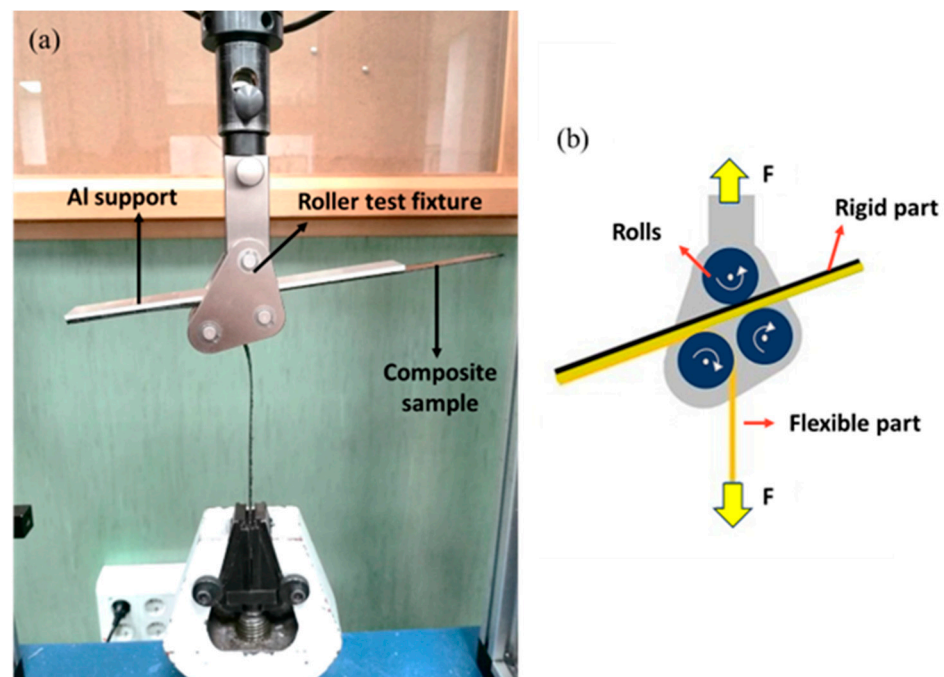 (a)
Al support
Roller test fixture
Composite
sample
(b)
F
Rolls
Rigid part
Flexible part
F